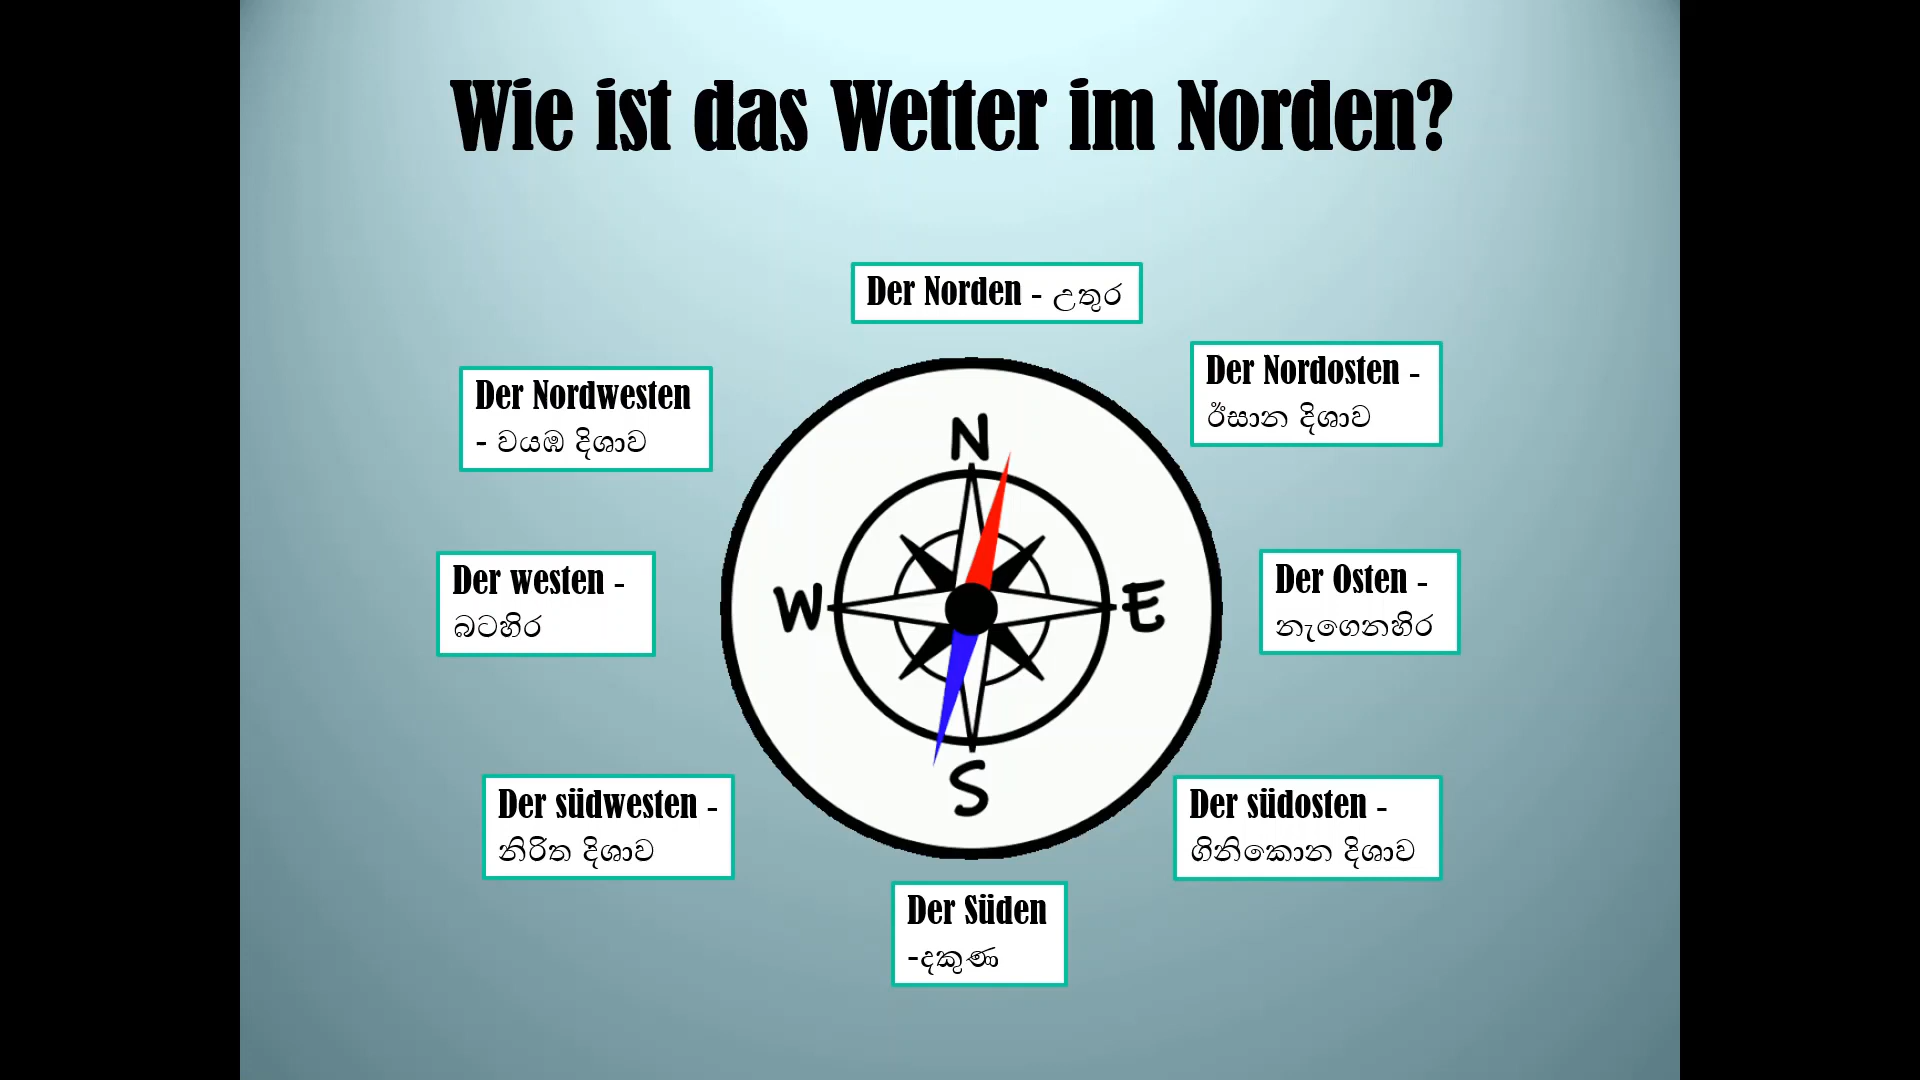 Wie ist das Wetter im Norden?
Der Norden - උතුර
Der Nordosten -
ඊසාන දිශාව
Der Nordwesten
- වයඹ දිශාව
N
Der westen -
බටහිර
W
E
Der Osten -
නැගෙනහිර
S
Der südwesten -
නිරිත දිශාව
Der südosten -
ගිනිකොන දිශාව
Der Süden
-දකුණ